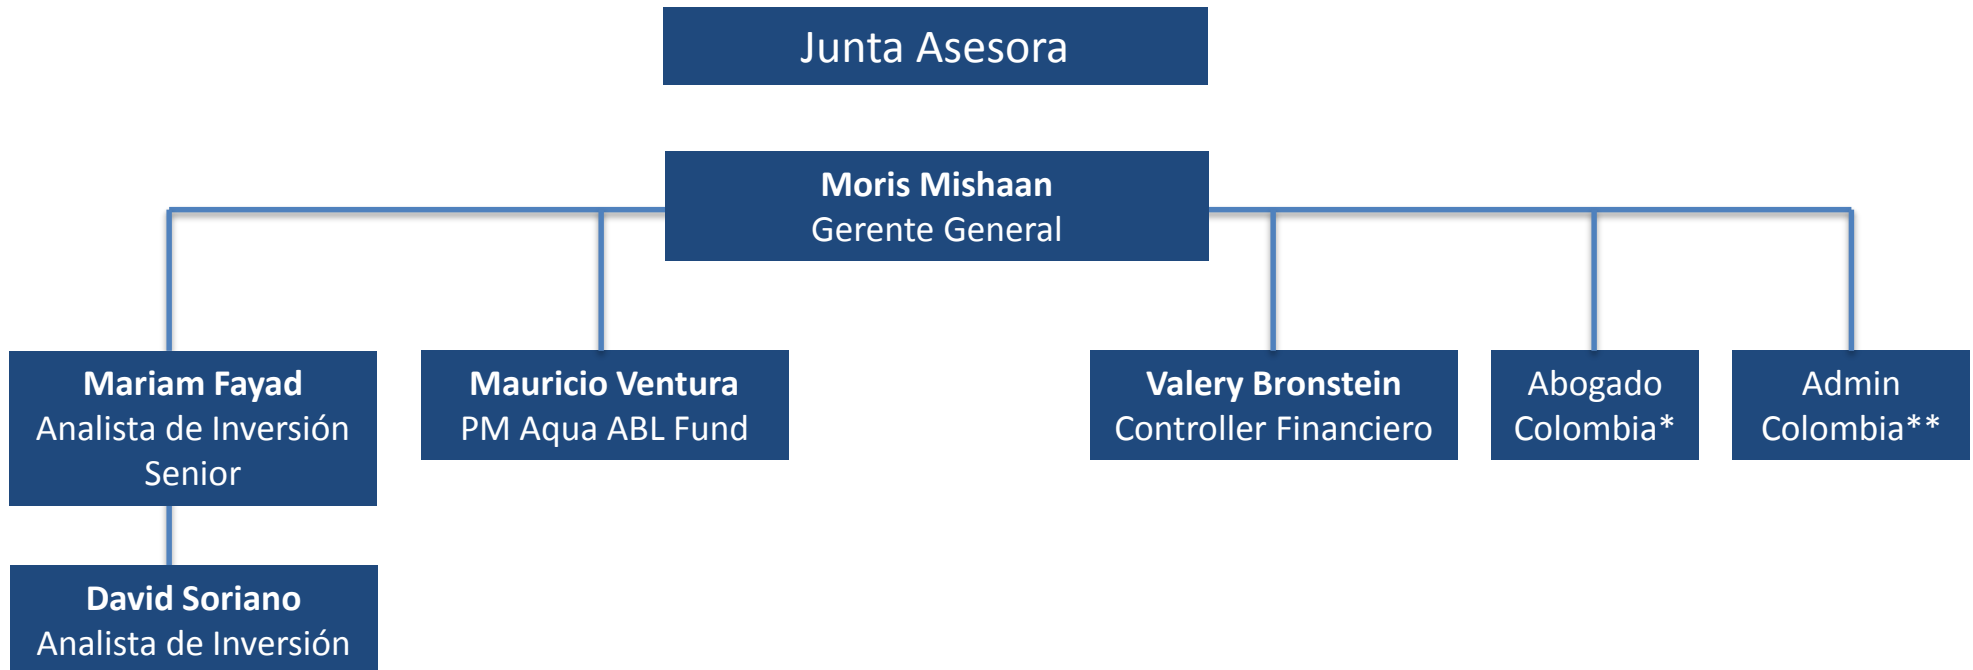 Junta Asesora
Moris Mishaan
Gerente General
Mariam Fayad
Analista de Inversión
Senior
Mauricio Ventura
PM Aqua ABL Fund
Valery Bronstein
Controller Financiero
Abogado
Colombia*
Admin
Colombia**
David Soriano
Analista de Inversión